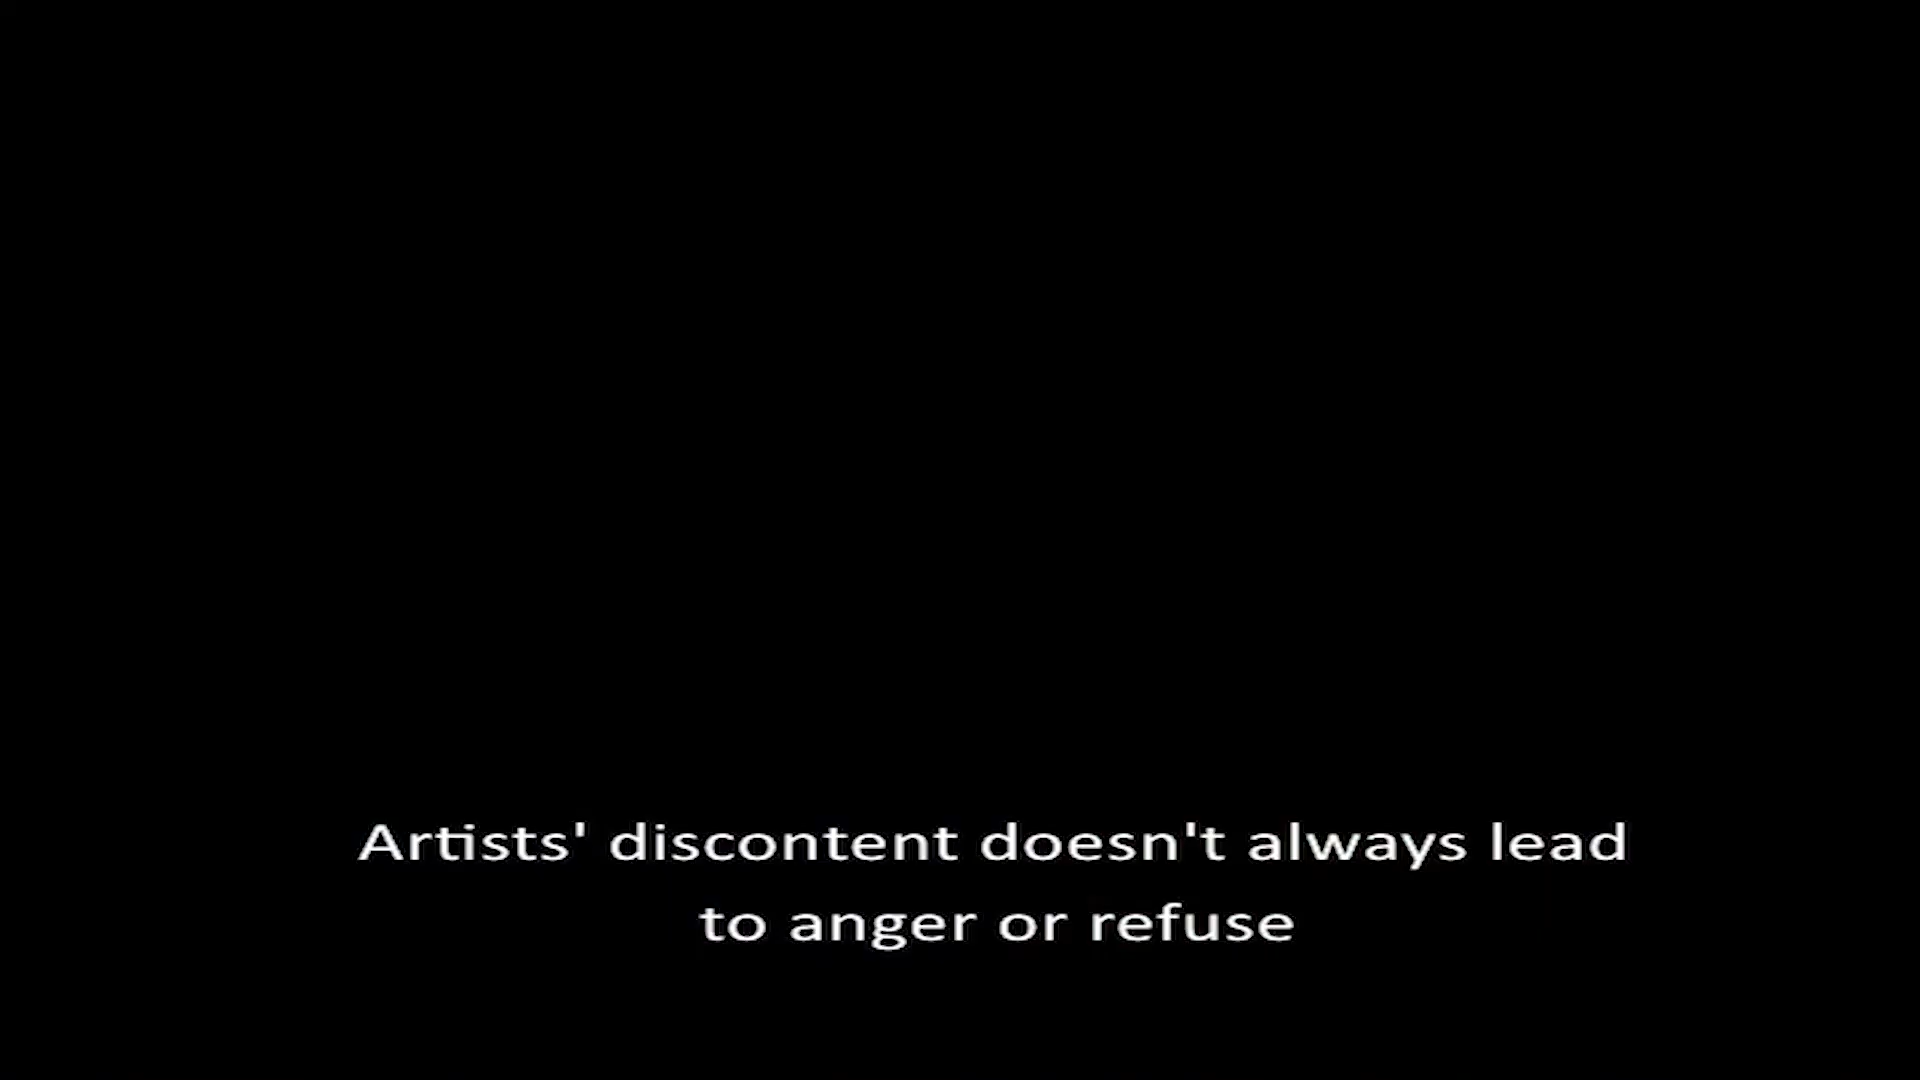 Artists' discontent doesn't always lead
to anger or refuse